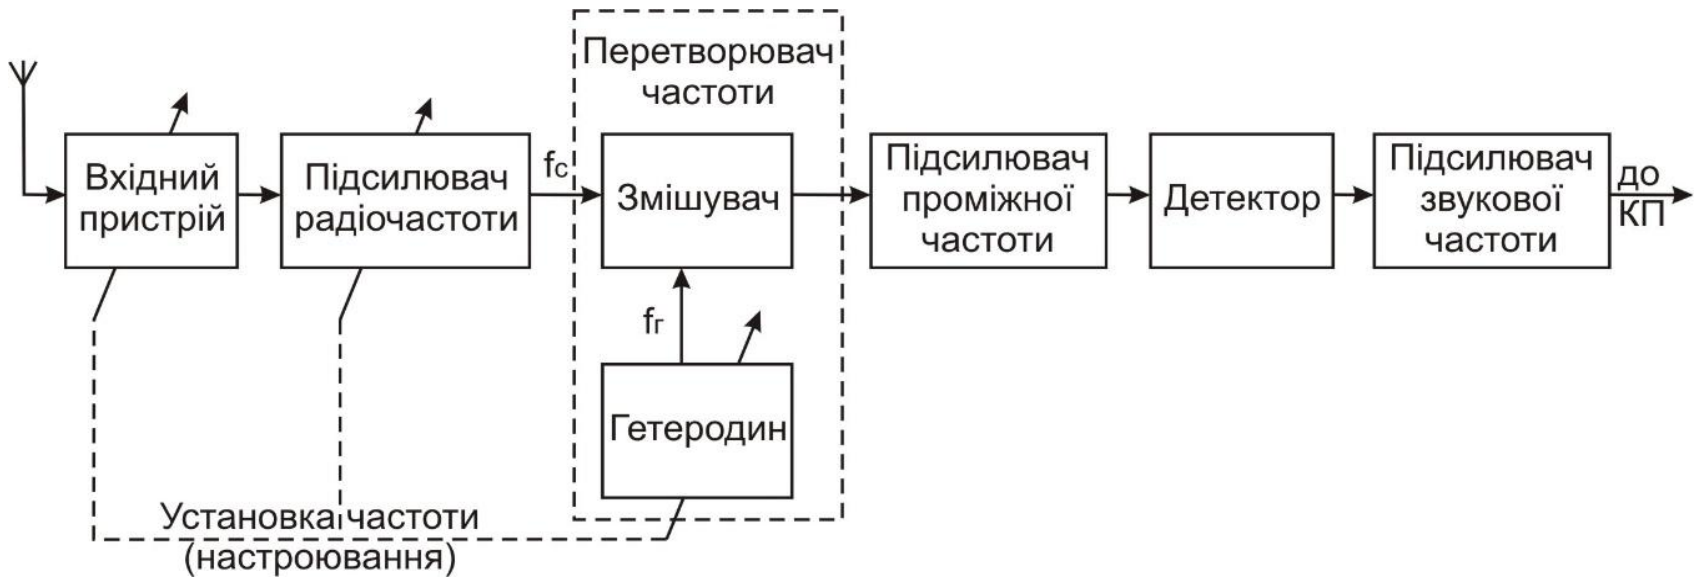 Перетворювач
частоти
Вхідний
пристрій
Підсилювач
радіочастоти
fс
Змішувач
Підсилювач
проміжної
частоти
Детектор
Підсилювач
звукової
частоти
до
КП
fг
Гетеродин
Установка частоти
(настроювання)